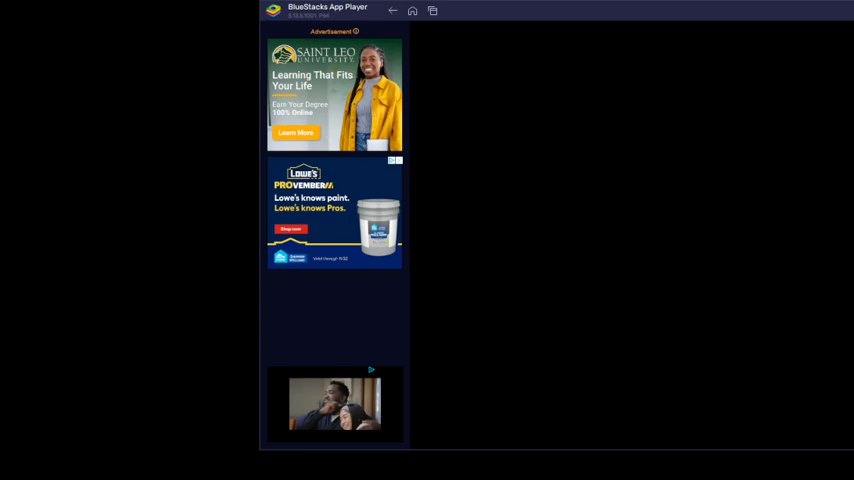 BlueStacks App Player
Advertisement
SAINT LEO
UNIVERSITY
Learning That Fits
Your Life
Earn Your Degree
100% Online
Learn More
LOWE'S
PROVEMBER
Lowe's knows paint.
Lowe's knows Pros.
Shop now